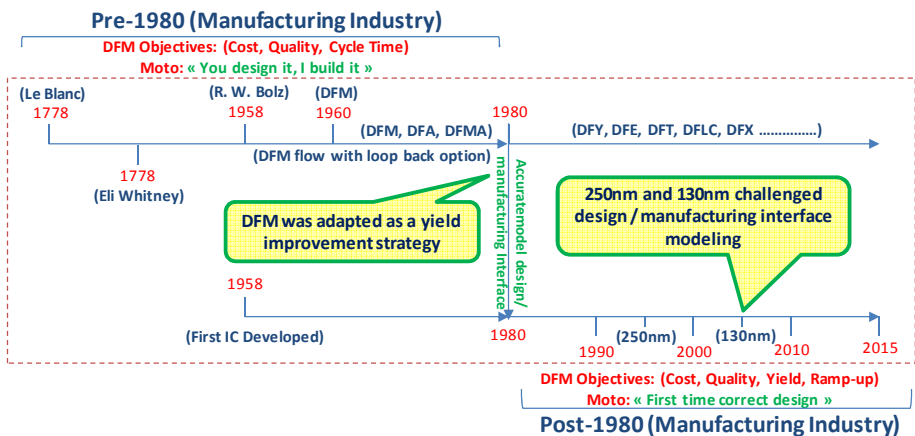 Pre-1980 (Manufacturing Industry)
DFM Objectives: (Cost, Quality, Cycle Time)
Moto: « You design it, I build it »
(Le Blanc)
1778
(R. W. Bolz)
1958
(DFM)
1960
1980
(DFM, DFA, DFMA)
(DFY, DFE, DFT, DFLC, DFX ...............)
1778
(Eli Whitney)
(DFM flow with loop back option)
Accuratemodel design/
manufacturing Interface
DFM was adapted as a yield
improvement strategy
250nm and 130nm challenged
design / manufacturing interface
modeling
1958
(First IC Developed)
1980
1990
(250nm)
2000
(130nm)
2010
2015
DFM Objectives: (Cost, Quality, Yield, Ramp-up)
Moto: « First time correct design »
Post-1980 (Manufacturing Industry)